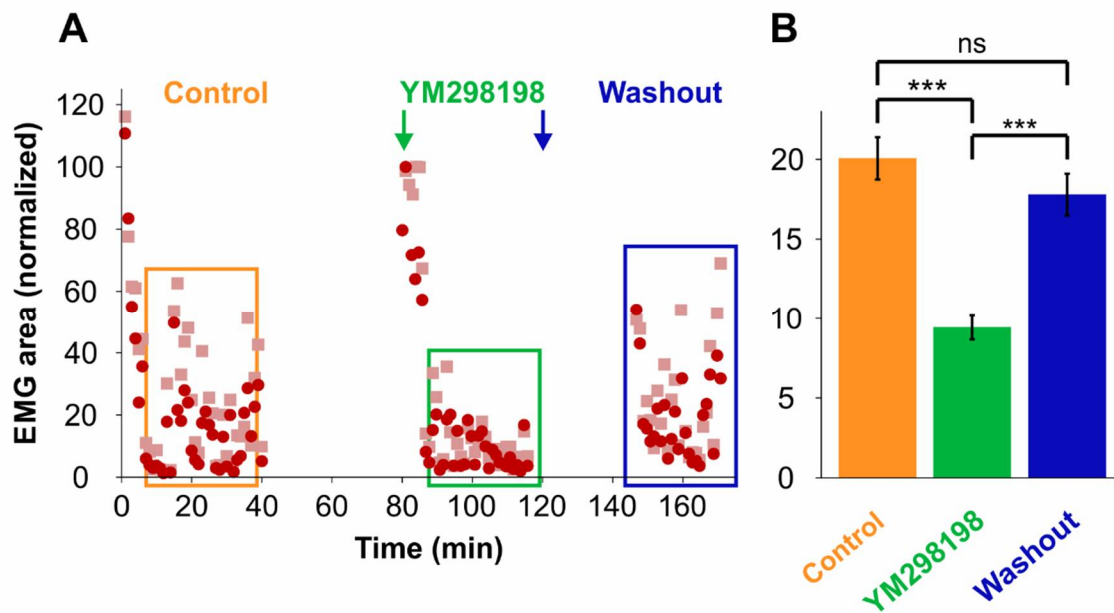 A
Control
YM298198
Washout
120
100
80
60
40
20
0
EMG area (normalized)
0 20 40 60 80 100 120 140 160
Time (min)
B
ns
***
***
20
15
10
5
0
Control
YM298198
Washout